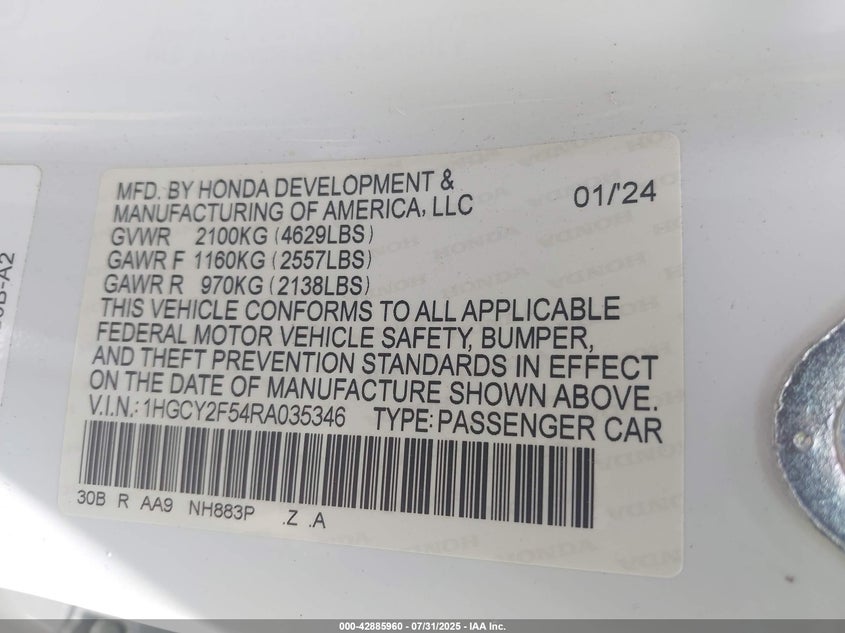 MFD. BY HONDA DEVELOPMENT &
MANUFACTURING OF AMERICA, LLC 01/'24
GVWR 2100KG (4629LBS)
GAWR F 1160KG (2557LBS)
GAWR R 970KG (2138LBS)
THIS VEHICLE CONFORMS TO ALL APPLICABLE
FEDERAL MOTOR VEHICLE SAFETY, BUMPER,
AND THEFT PREVENTION STANDARDS IN EFFECT
ON THE DATE OF MANUFACTURE SHOWN ABOVE.
V.I.N.: 1HGCY2F54RA035346 TYPE: PASSENGER CAR
30B R AA9 NH883P .Z .A
000-42885960 / 07/31/2025 - IAA Inc.